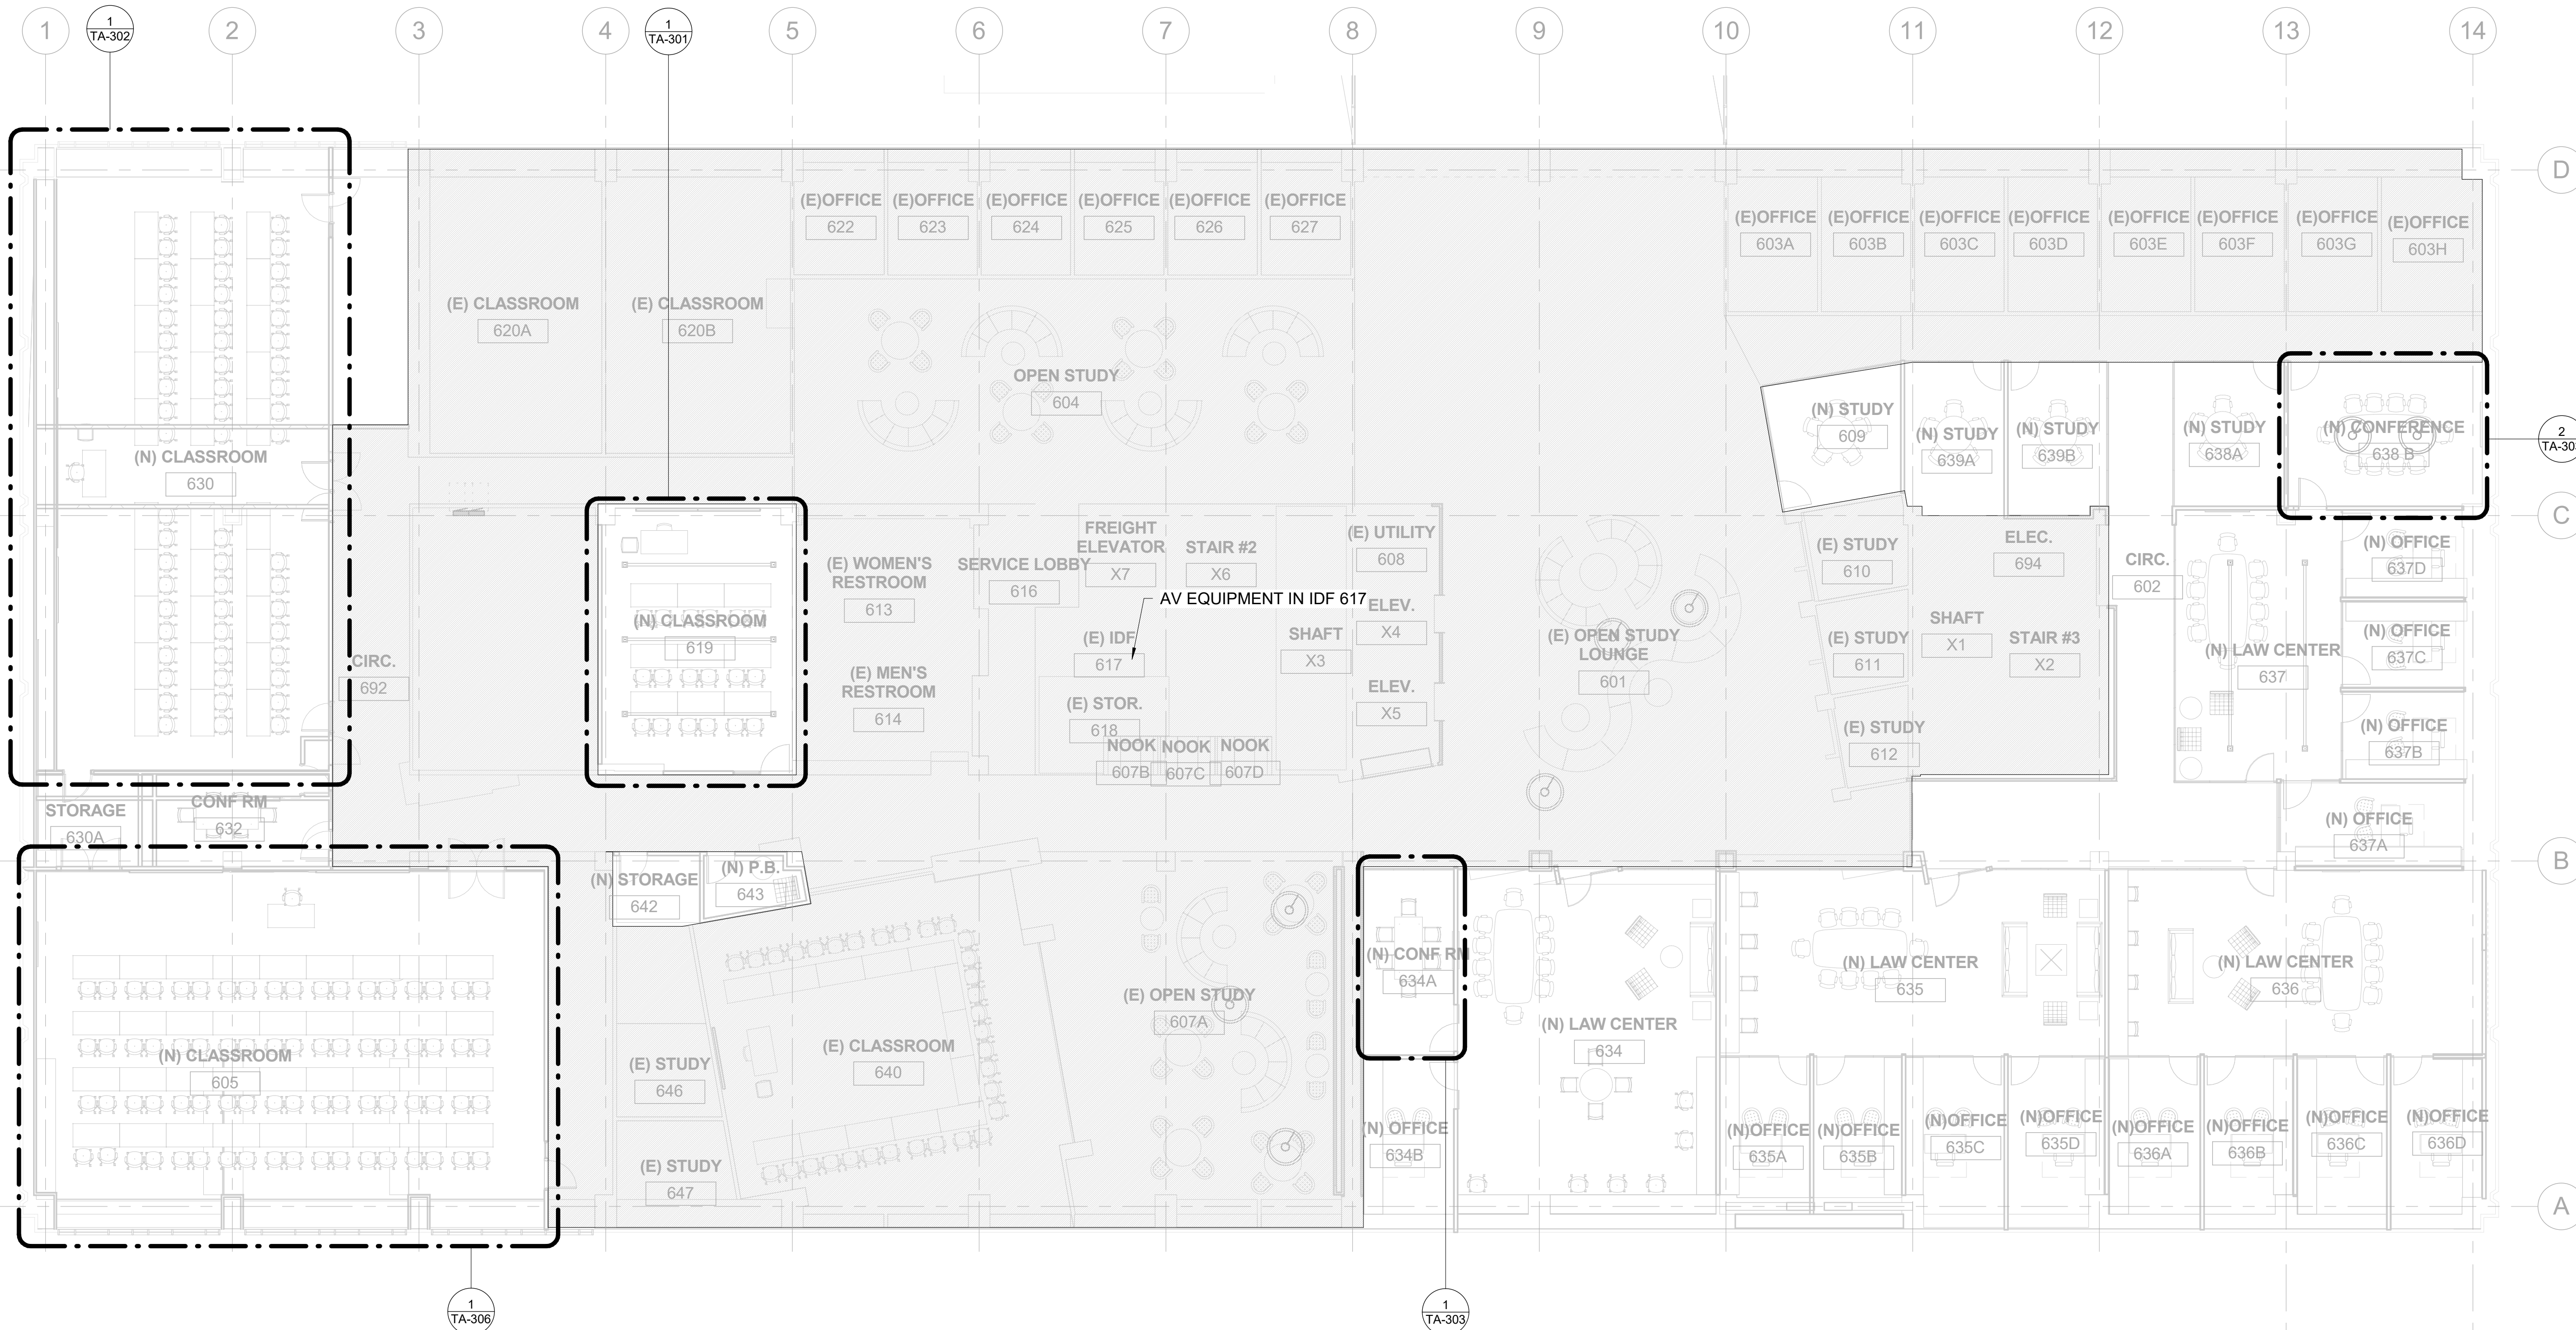 1
2
3
4
5
6
7
8
9
10
11
12
13
14
1
TA-302
1
TA-301
D
(E)OFFICE
622
(E)OFFICE
623
(E)OFFICE
624
(E)OFFICE
625
(E)OFFICE
626
(E)OFFICE
627
(E)OFFICE
603A
(E)OFFICE
603B
(E)OFFICE
603C
(E)OFFICE
603D
(E)OFFICE
603E
(E)OFFICE
603F
(E)OFFICE
603G
(E)OFFICE
603H
(E) CLASSROOM
620A
(E) CLASSROOM
620B
OPEN STUDY
604
(N) STUDY
609
(N) STUDY
639A
(N) STUDY
639B
(N) STUDY
638A
(N) CONFERENCE
638 B
2
(N) CLASSROOM
630
C
(E) WOMEN'S
RESTROOM
613
SERVICE LOBBY
616
FREIGHT
ELEVATOR
X7
STAIR #2
X6
(E) UTILITY
608
(E) STUDY
610
ELEC.
694
CIRC.
602
(N) OFFICE
637D
AV EQUIPMENT IN IDF 617
(N) CLASSROOM
619
(E) IDF
617
SHAFT
X3
ELEV.
X4
(E) OPEN STUDY
LOUNGE
601
(E) STUDY
611
SHAFT
X1
STAIR #3
X2
(N) LAW CENTER
637
(N) OFFICE
637C
CIRC.
692
(E) MEN'S
RESTROOM
614
(E) STOR.
618
ELEV.
X5
(E) STUDY
612
(N) OFFICE
637B
NOOK
607B
NOOK
607C
NOOK
607D
STORAGE
630A
CONF RM
632
(N) OFFICE
637A
B
(N) STORAGE
642
(N) P.B.
643
(N) CONF RM
634A
(N) LAW CENTER
635
(N) LAW CENTER
636
(E) OPEN STUDY
607A
(N) LAW CENTER
634
(N) CLASSROOM
605
(E) STUDY
646
(E) CLASSROOM
640
(N) OFFICE
634B
(N)OFFICE
635A
(N)OFFICE
635B
(N)OFFICE
635C
(N)OFFICE
635D
(N)OFFICE
636A
(N)OFFICE
636B
(N)OFFICE
636C
(N)OFFICE
636D
(E) STUDY
647
A
1
TA-306
1
TA-303